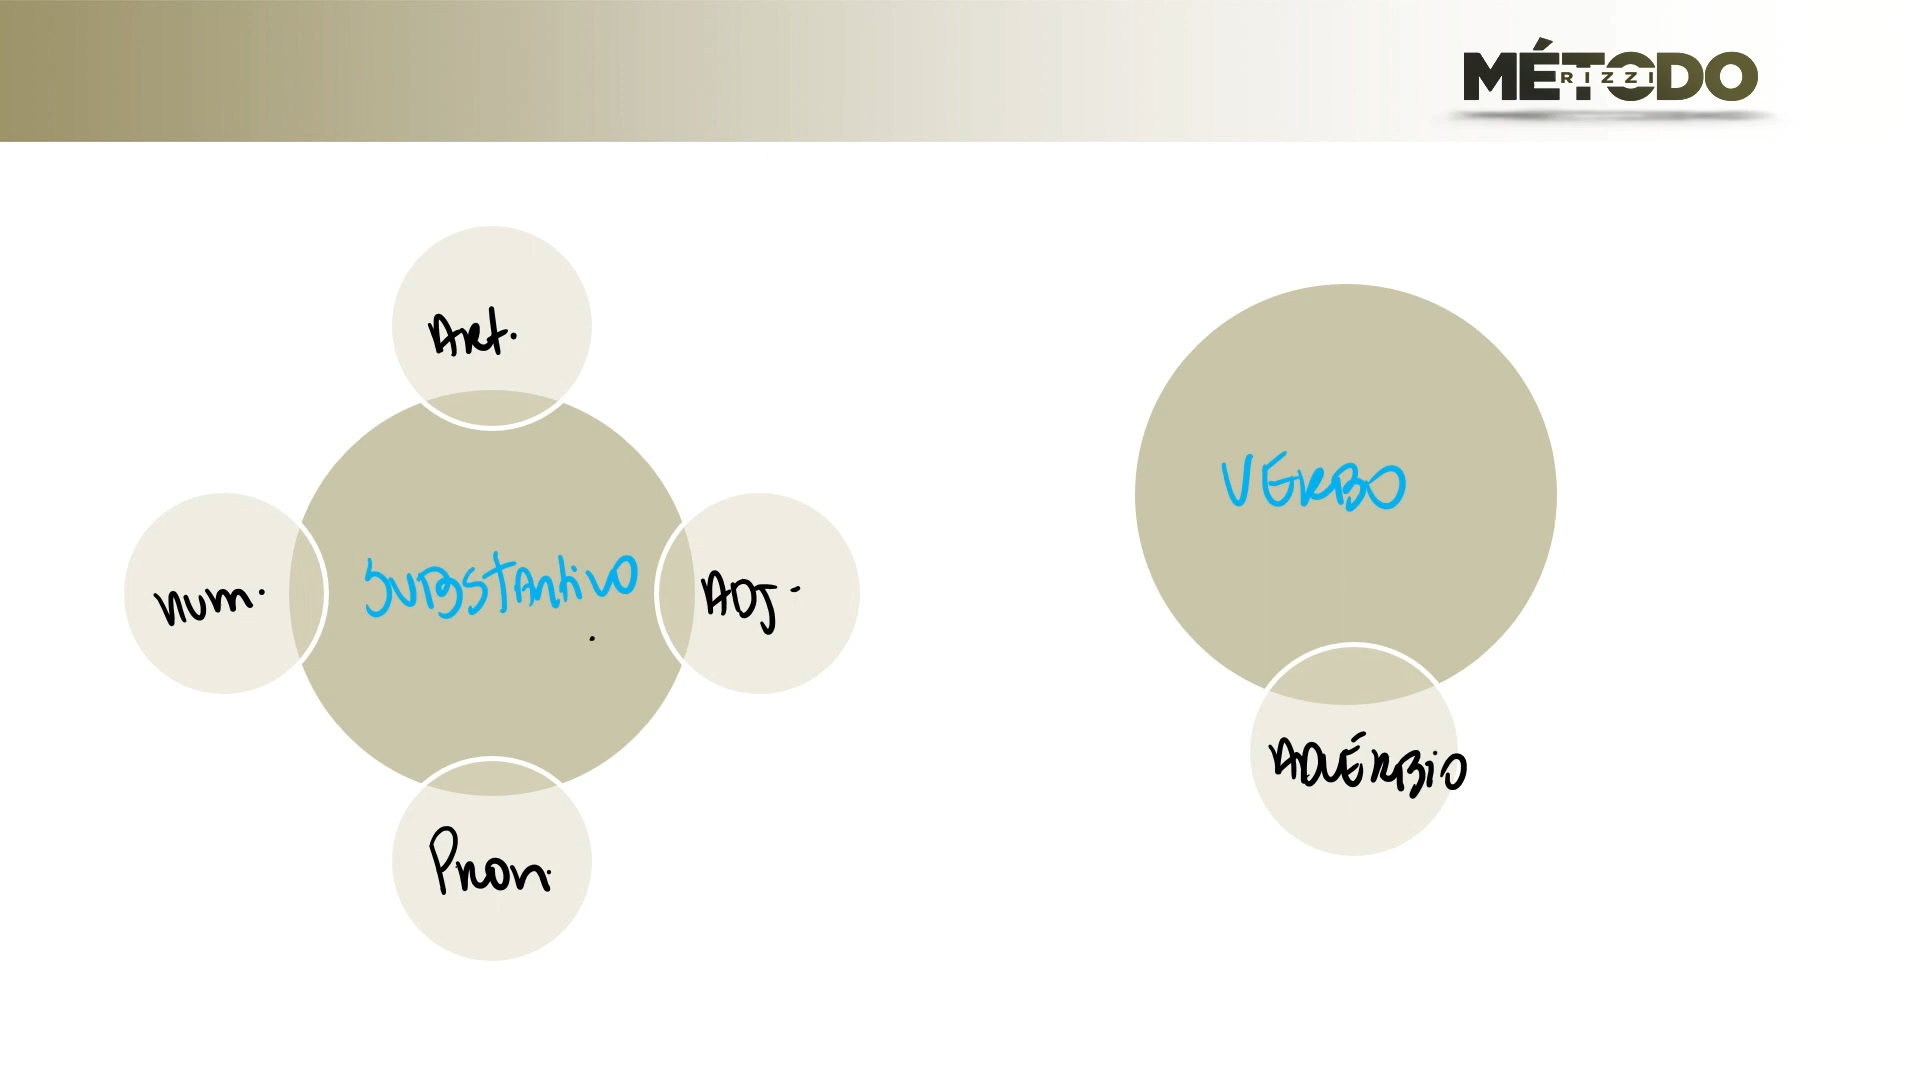 MÉTODO
RIZZI
Art.
num.
SUBSTANTIVO
ADJ.
Pron.
VERBO
ADVÉRBIO